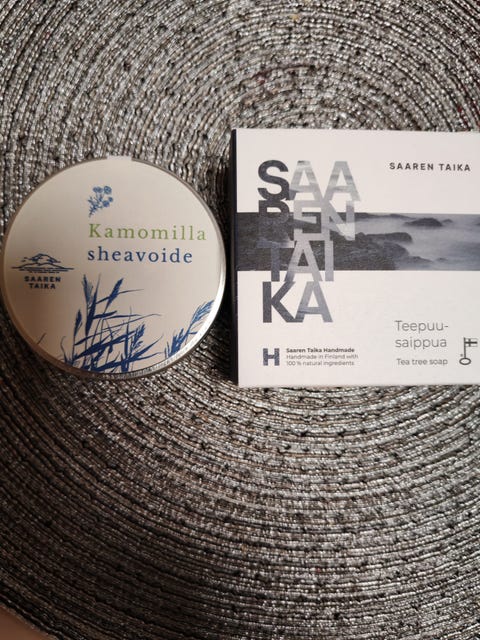 Kamomilla
sheavoide
SAAREN
TAIKA
SAAREN TAIKA
SAA
REN
TAI
KA
H
Saaren Taika Handmade
Handmade in Finland with
100 % natural ingredients
Teepuu-
saippua
Tea tree soap